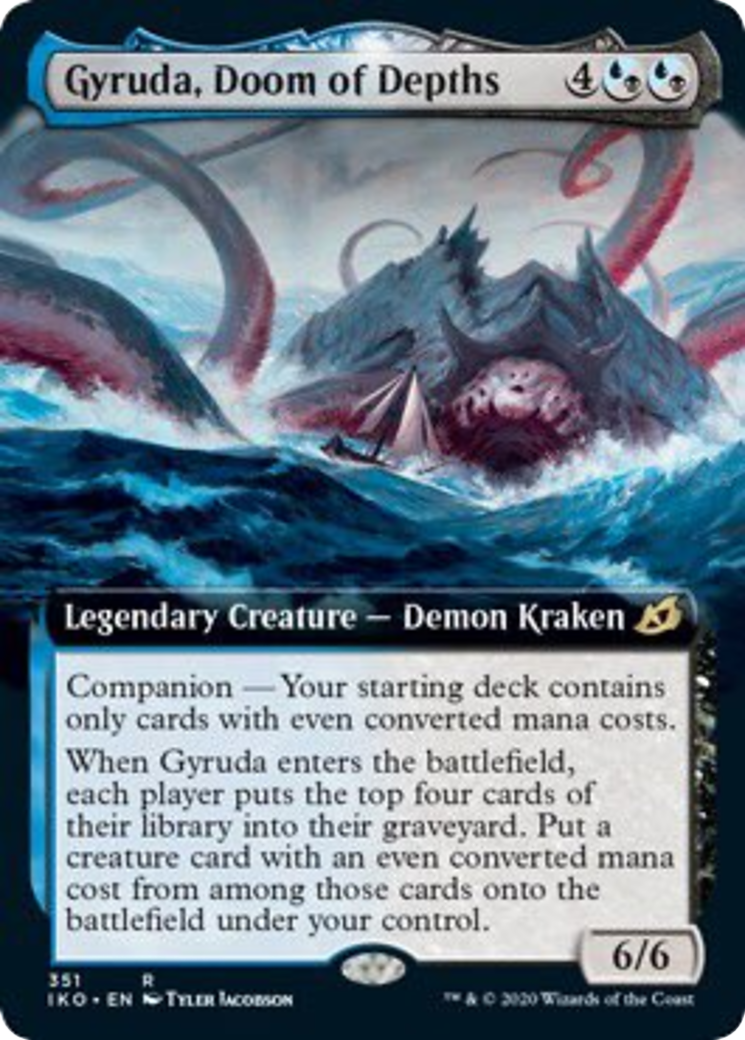 Gyruda, Doom of Depths 4
Legendary Creature — Demon Kraken
Companion — Your starting deck contains
only cards with even converted mana costs.
When Gyruda enters the battlefield,
each player puts the top four cards of
their library into their graveyard. Put a
creature card with an even converted mana
cost from among those cards onto the
battlefield under your control.
6/6
351 R
IKO • EN Tyler Jacobson
™ & © 2020 Wizards of the Coast